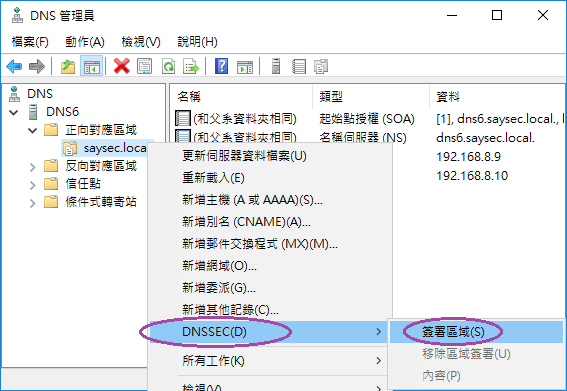 DNS 管理員
檔案(F) 動作(A) 檢視(V) 說明(H)
DNS
DNS6
正向對應區域
saysec.loca
反向對應區域
信任點
條件式轉寄站
名稱 類型 資料
(和父系資料夾相同) 起始點授權 (SOA) [1], dns6.saysec.local., l
(和父系資料夾相同) 名稱伺服器 (NS) dns6.saysec.local.
192.168.8.9
192.168.8.10
更新伺服器資料檔案(U)
重新載入(E)
新增主機 (A 或 AAAA)(S)...
新增別名 (CNAME)(A)...
新增郵件交換程式 (MX)(M)...
新增網域(O)...
新增委派(G)...
新增其他記錄(C)...
DNSSEC(D)
所有工作(K)
檢視(V)
簽署區域(S)
移除區域簽署(U)
內容(P)